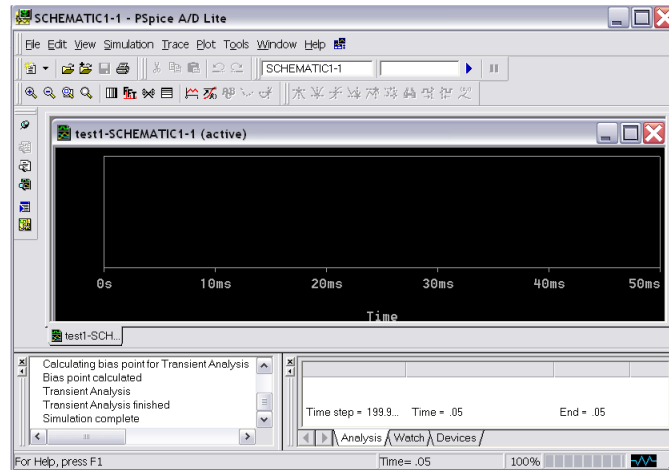 SCHEMATIC1-1 - PSpice A/D Lite
File Edit View Simulation Trace Plot Tools Window Help
SCHEMATIC1-1
FFT
test1-SCHEMATIC1-1 (active)
0s 10ms 20ms 30ms 40ms 50ms
Time
test1-SCH...
Calculating bias point for Transient Analysis
Bias point calculated
Transient Analysis
Transient Analysis finished
Simulation complete
Time step = 199.9... Time = .05 End = .05
Analysis Watch Devices
For Help, press F1 Time= .05 100%